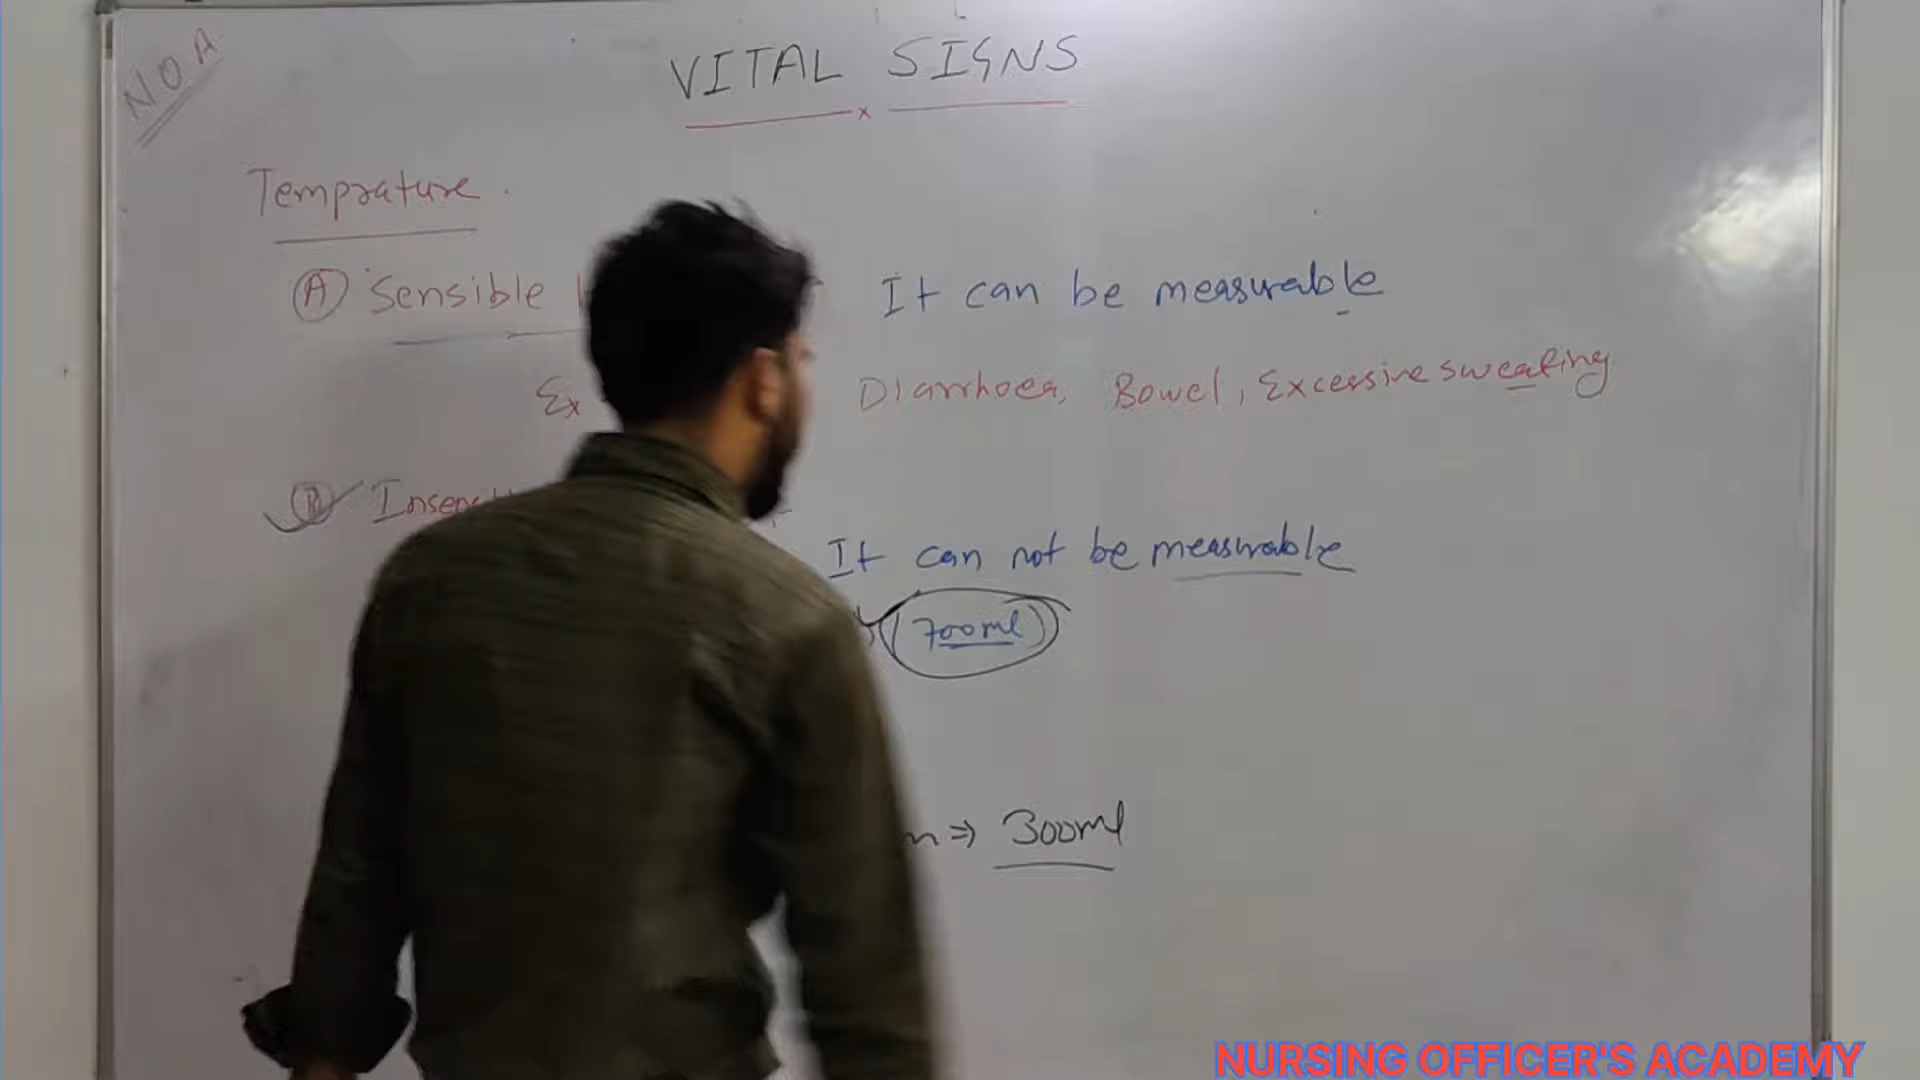 NOA
VITAL SIGNS
x
Temprature
A Sensible
It can be measurable
Ex
Diarrhoea, Bowel, Excessive sweating
B
It can not be measurable
(700ml)
=> 300ml
NURSING OFFICER'S ACADEMY